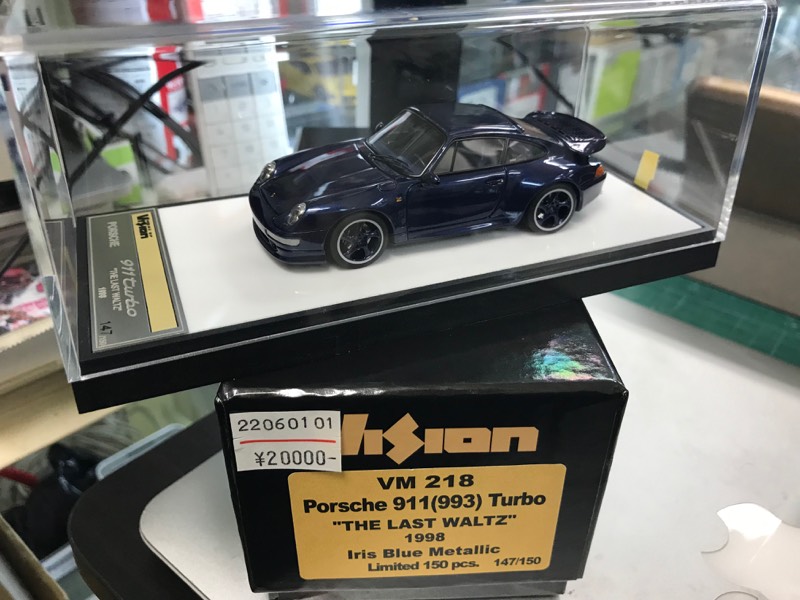 Vision
PORSCHE
911 turbo
"THE LAST WALTZ"
1998
147
22060101
¥20000-
Vision
VM 218
Porsche 911(993) Turbo
"THE LAST WALTZ"
1998
Iris Blue Metallic
Limited 150 pcs. 147/150